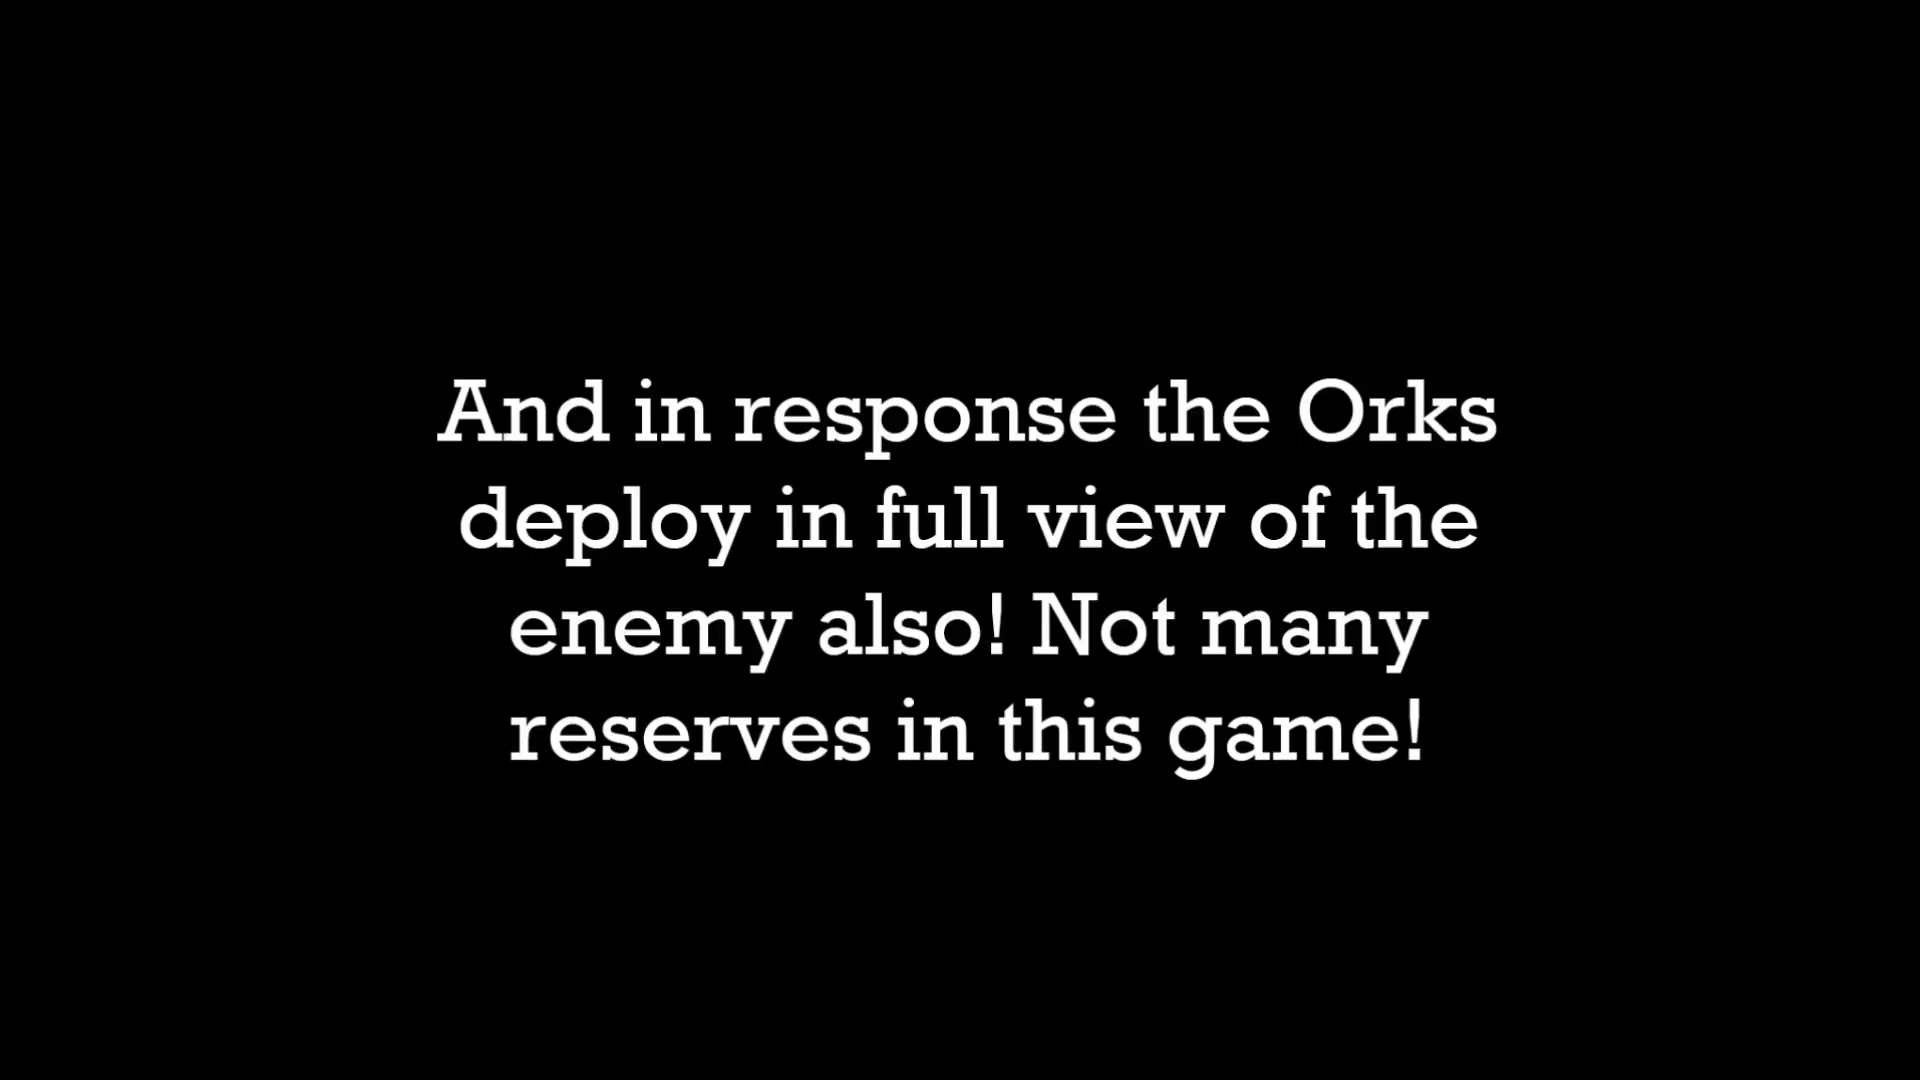 And in response the Orks
deploy in full view of the
enemy also! Not many
reserves in this game!